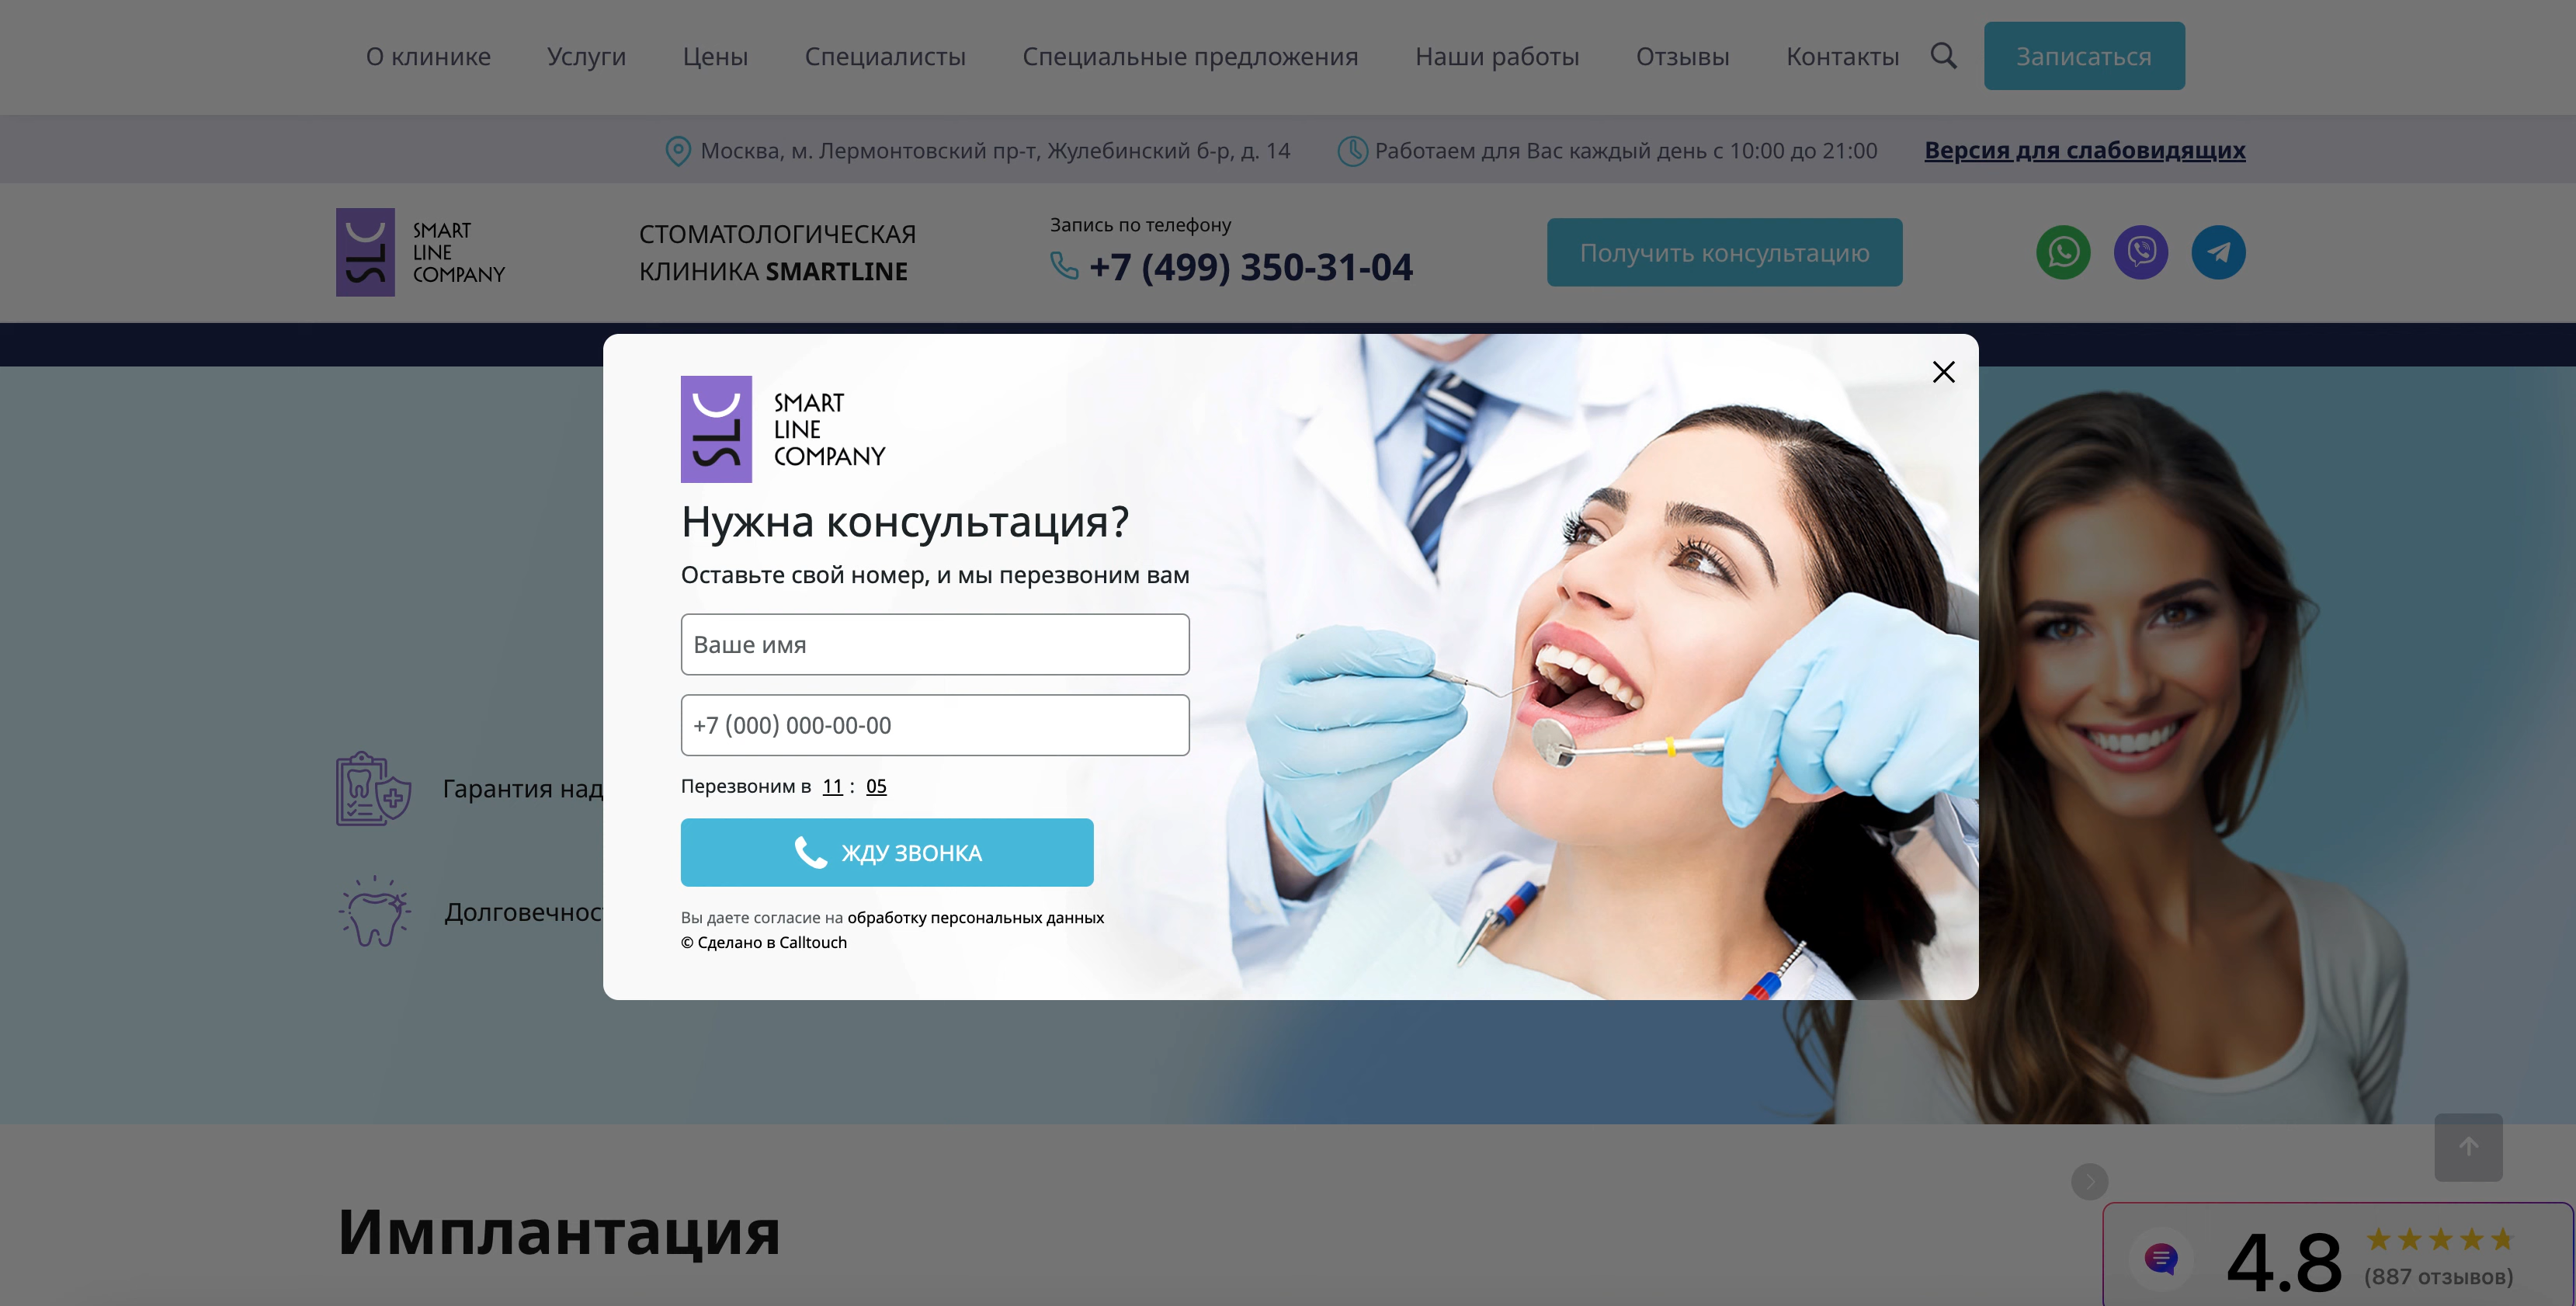 О клинике
Услуги
Цены
Специалисты
Специальные предложения
Наши работы
Отзывы
Контакты
Записаться
Москва, м. Лермонтовский пр-т, Жулебинский б-р, д. 14
Работаем для Вас каждый день с 10:00 до 21:00
Версия для слабовидящих
SLC
SMART
LINE
COMPANY
СТОМАТОЛОГИЧЕСКАЯ
КЛИНИКА SMARTLINE
Запись по телефону
+7 (499) 350-31-04
Получить консультацию
SLC
SMART
LINE
COMPANY
Нужна консультация?
Оставьте свой номер, и мы перезвоним вам
Ваше имя
+7 (000) 000-00-00
Перезвоним в 11 : 05
ЖДУ ЗВОНКА
Вы даете согласие на обработку персональных данных
© Сделано в Calltouch
Гарантия над
Долговечнос
Имплантация
4.8
(887 отзывов)